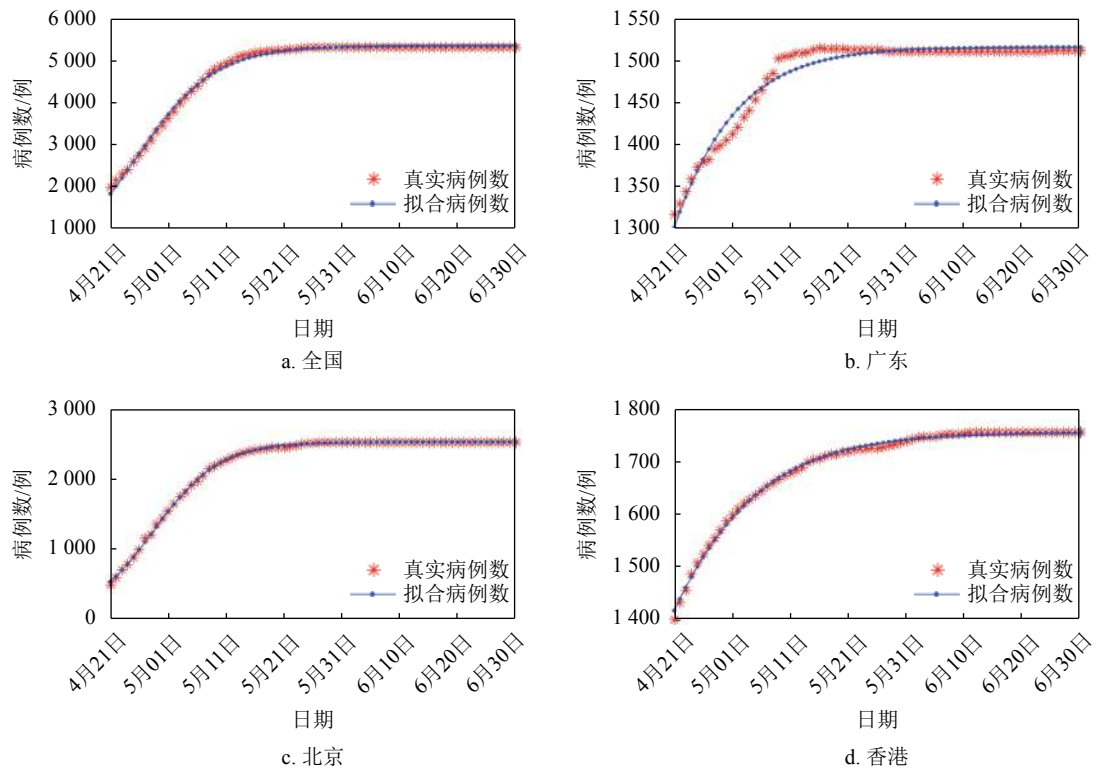 6 000
5 000
4 000
3 000
2 000
1 000
病例数/例
真实病例数
拟合病例数
4月21日
5月01日
5月11日
5月21日
5月31日
6月10日
6月20日
6月30日
日期
a. 全国
1 550
1 500
1 450
1 400
1 350
1 300
病例数/例
真实病例数
拟合病例数
4月21日
5月01日
5月11日
5月21日
5月31日
6月10日
6月20日
6月30日
日期
b. 广东
3 000
2 000
1 000
0
病例数/例
真实病例数
拟合病例数
4月21日
5月01日
5月11日
5月21日
5月31日
6月10日
6月20日
6月30日
日期
c. 北京
1 800
1 700
1 600
1 500
1 400
病例数/例
真实病例数
拟合病例数
4月21日
5月01日
5月11日
5月21日
5月31日
6月10日
6月20日
6月30日
日期
d. 香港